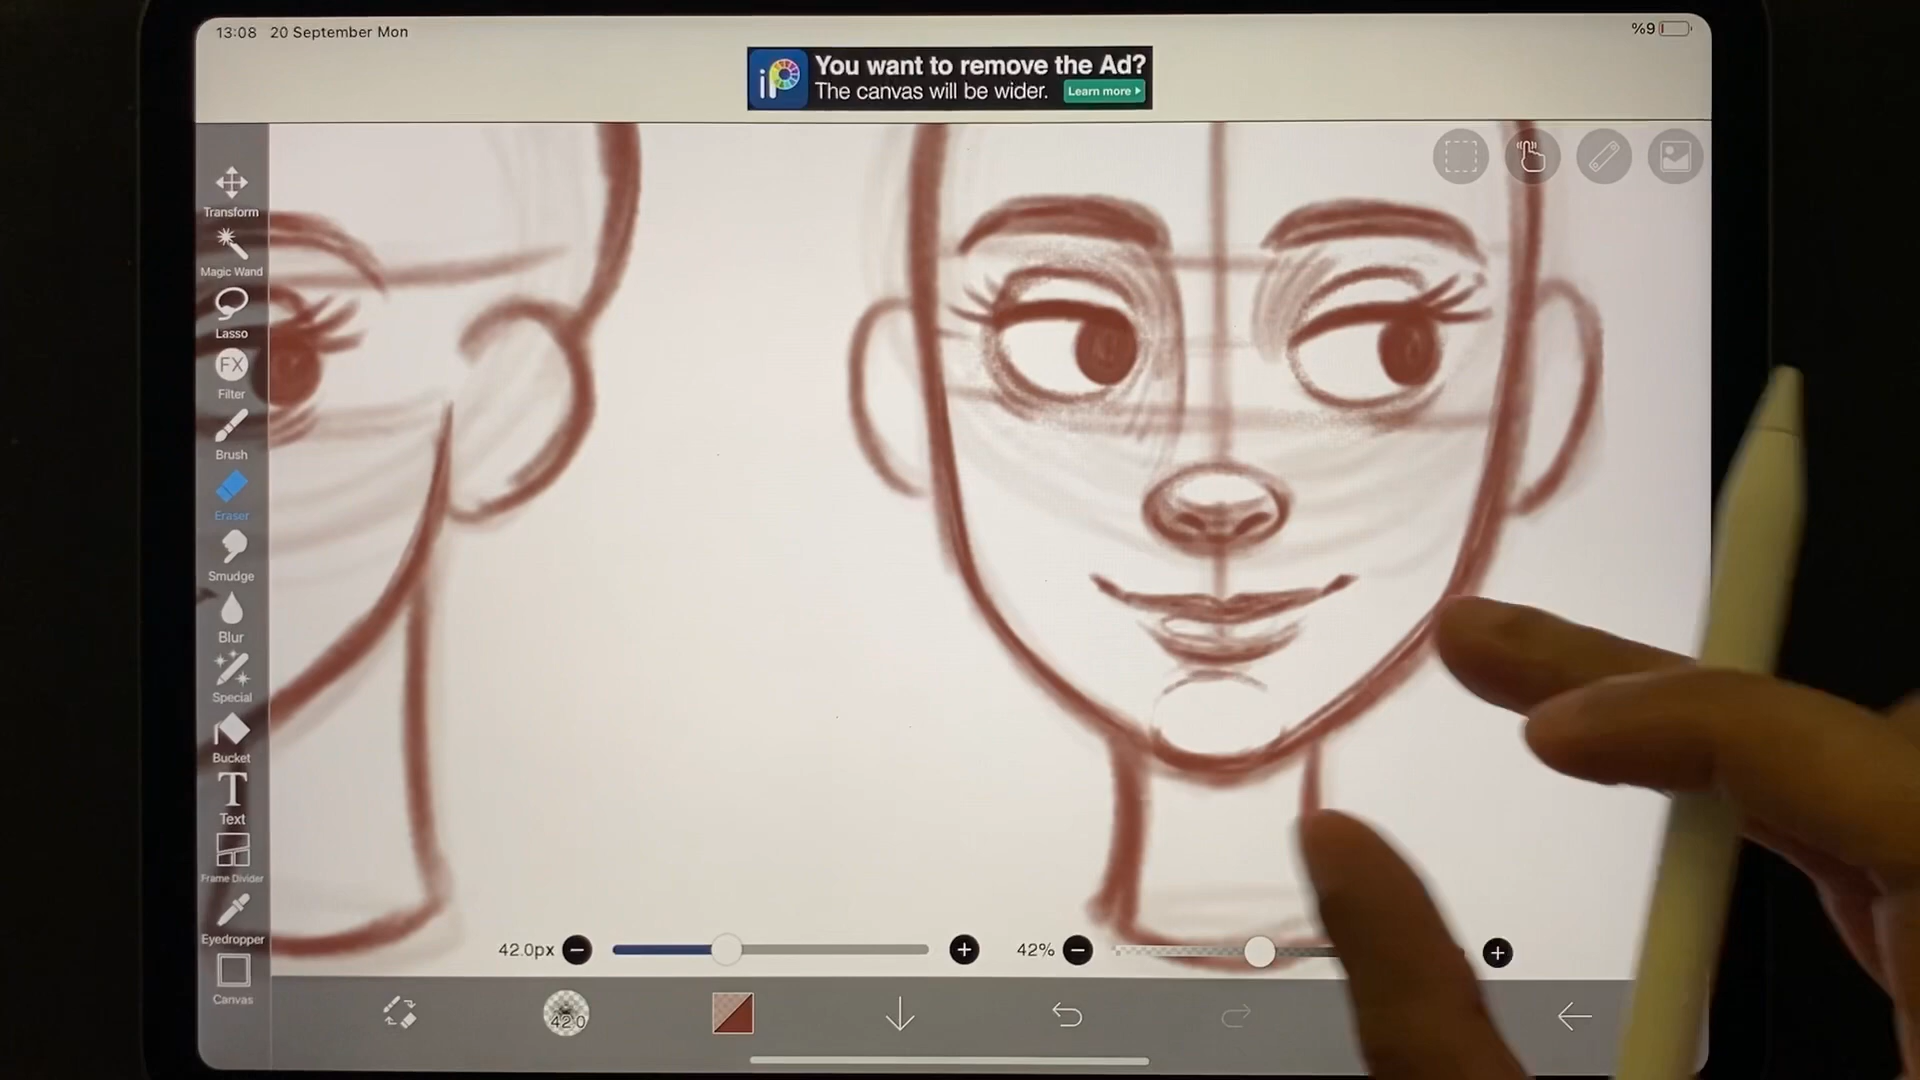 13:08 20 September Mon
%9
iP
You want to remove the Ad?
The canvas will be wider.
Learn more
Transform
Magic Wand
Lasso
FX
Filter
Brush
Eraser
Smudge
Blur
Special
Bucket
T
Text
Frame Divider
Eyedropper
Canvas
42.0px
42%
42.0